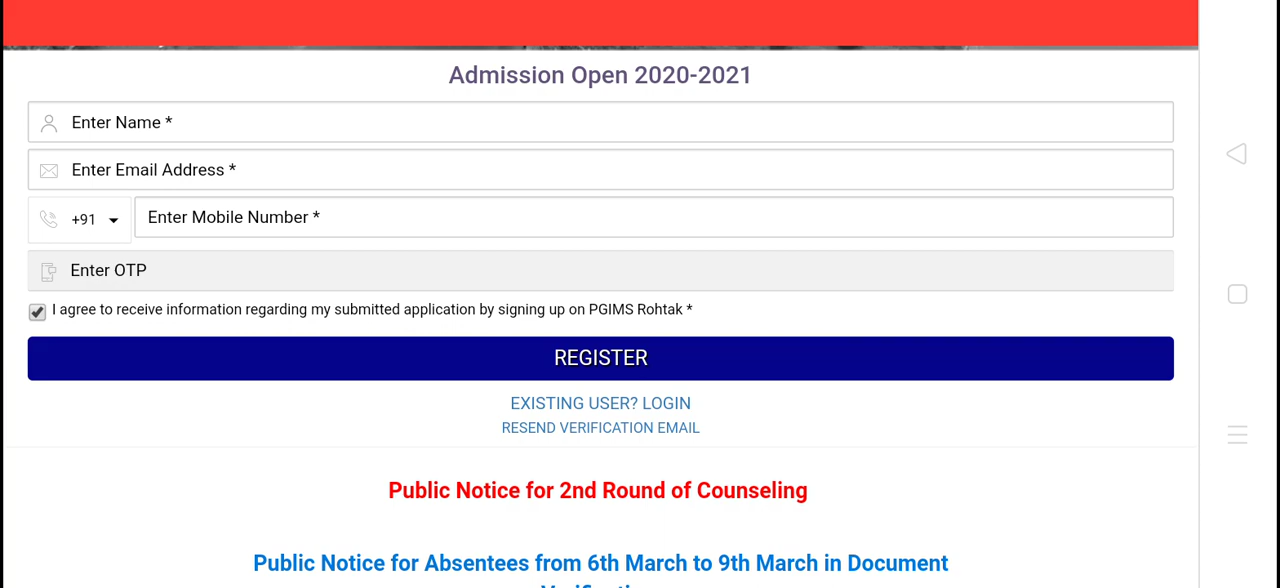 Admission Open 2020-2021
Enter Name *
Enter Email Address *
+91
Enter Mobile Number *
Enter OTP
I agree to receive information regarding my submitted application by signing up on PGIMS Rohtak *
REGISTER
EXISTING USER? LOGIN
RESEND VERIFICATION EMAIL
Public Notice for 2nd Round of Counseling
Public Notice for Absentees from 6th March to 9th March in Document